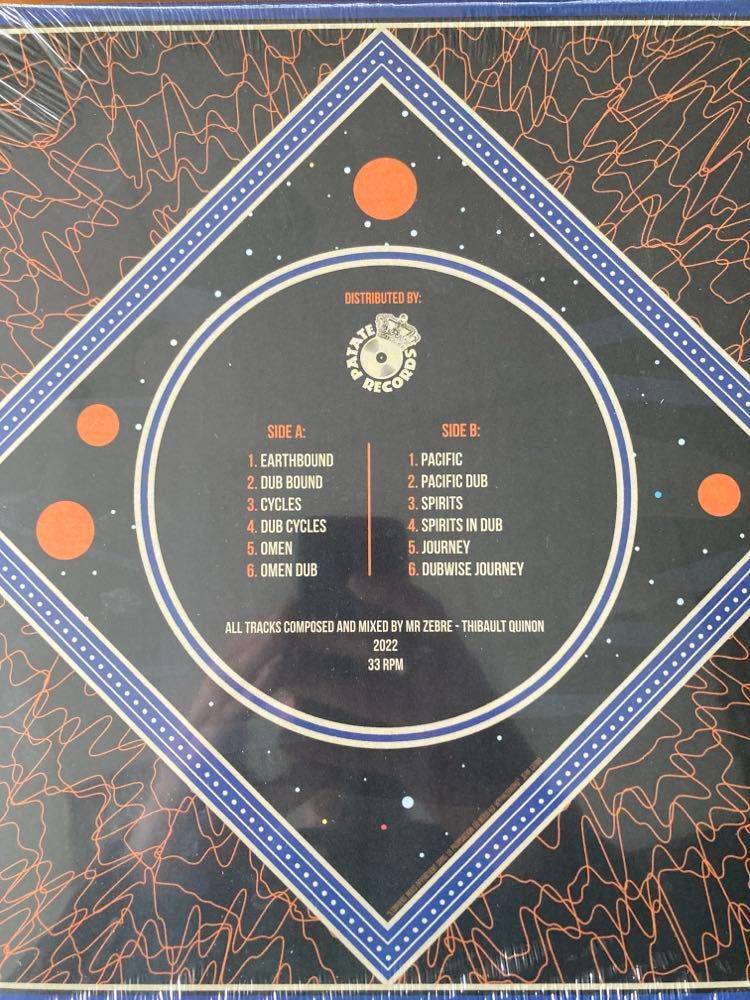 DISTRIBUTED BY:
PATATE RECORDS
SIDE A:
1. EARTHBOUND
2. DUB BOUND
3. CYCLES
4. DUB CYCLES
5. OMEN
6. OMEN DUB
SIDE B:
1. PACIFIC
2. PACIFIC DUB
3. SPIRITS
4. SPIRITS IN DUB
5. JOURNEY
6. DUBWISE JOURNEY
ALL TRACKS COMPOSED AND MIXED BY MR ZEBRE - THIBAULT QUINON
2022
33 RPM